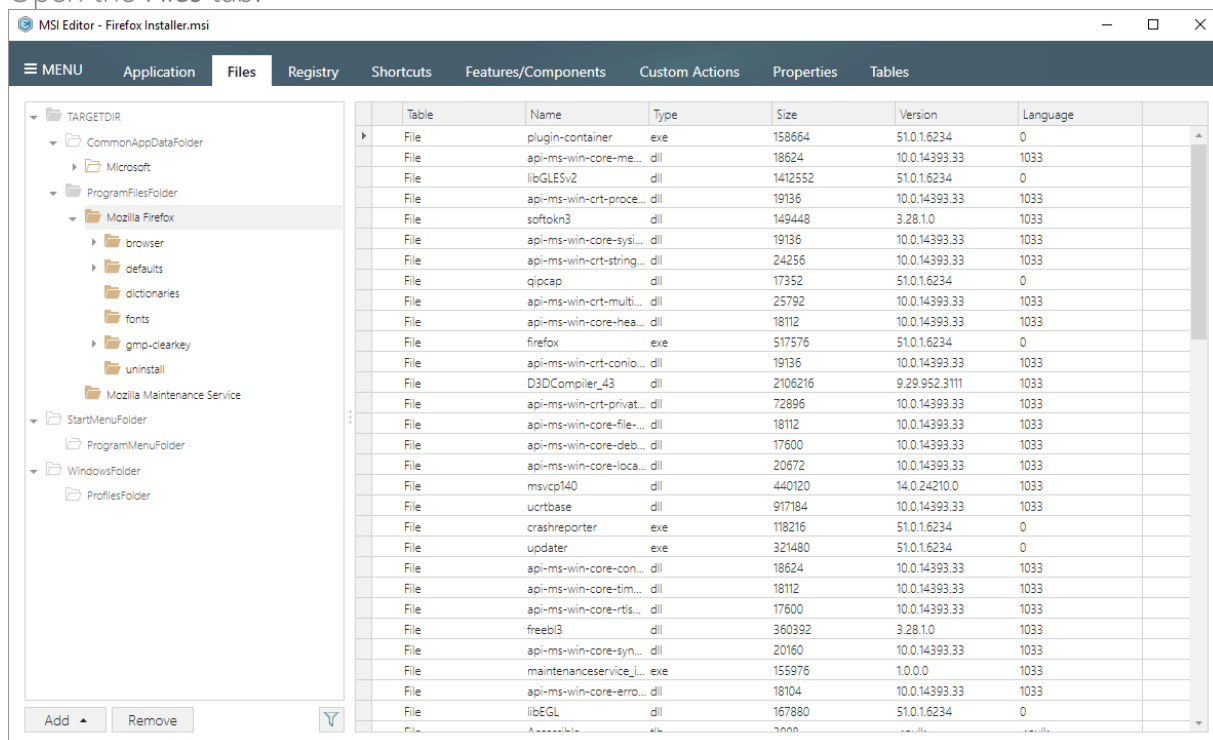 Open the Files tab.
MSI Editor - Firefox Installer.msi
MENU Application Files Registry Shortcuts Features/Components Custom Actions Properties Tables
TARGETDIR
CommonAppDataFolder
Microsoft
ProgramFilesFolder
Mozilla Firefox
browser
defaults
dictionaries
fonts
gmp-clearkey
uninstall
Mozilla Maintenance Service
StartMenuFolder
ProgramMenuFolder
WindowsFolder
ProfilesFolder
Add Remove
Table Name Type Size Version Language
File plugin-container exe 158664 51.0.1.6234 0
File api-ms-win-core-me... dll 18624 10.0.14393.33 1033
File libGLESv2 dll 1412552 51.0.1.6234 0
File api-ms-win-crt-proce... dll 19136 10.0.14393.33 1033
File softokn3 dll 149448 3.28.1.0 1033
File api-ms-win-core-sysi... dll 19136 10.0.14393.33 1033
File api-ms-win-crt-string... dll 24256 10.0.14393.33 1033
File qipcap dll 17352 51.0.1.6234 0
File api-ms-win-crt-multi... dll 25792 10.0.14393.33 1033
File api-ms-win-core-hea... dll 18112 10.0.14393.33 1033
File firefox exe 517576 51.0.1.6234 0
File api-ms-win-crt-conio... dll 19136 10.0.14393.33 1033
File D3DCompiler_43 dll 2106216 9.29.952.3111 1033
File api-ms-win-crt-privat... dll 72896 10.0.14393.33 1033
File api-ms-win-core-file-... dll 18112 10.0.14393.33 1033
File api-ms-win-core-deb... dll 17600 10.0.14393.33 1033
File api-ms-win-core-loca... dll 20672 10.0.14393.33 1033
File msvcp140 dll 440120 14.0.24210.0 1033
File ucrtbase dll 917184 10.0.14393.33 1033
File crashreporter exe 118216 51.0.1.6234 0
File updater exe 321480 51.0.1.6234 0
File api-ms-win-core-con... dll 18624 10.0.14393.33 1033
File api-ms-win-core-tim... dll 18112 10.0.14393.33 1033
File api-ms-win-core-rtls... dll 17600 10.0.14393.33 1033
File freebl3 dll 360392 3.28.1.0 1033
File api-ms-win-core-syn... dll 20160 10.0.14393.33 1033
File maintenanceservice_i... exe 155976 1.0.0.0 1033
File api-ms-win-core-erro... dll 18104 10.0.14393.33 1033
File libEGL dll 167880 51.0.1.6234 0